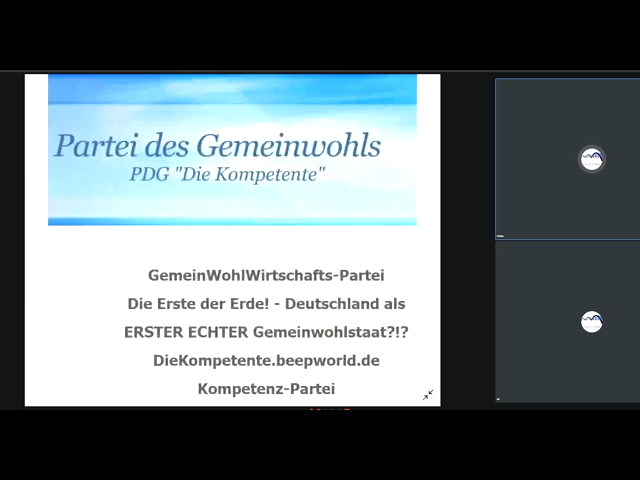 Partei des Gemeinwohls
PDG "Die Kompetente"
GemeinWohlWirtschafts-Partei
Die Erste der Erde! - Deutschland als
ERSTER ECHTER Gemeinwohlstaat?!?
DieKompetente.beepworld.de
Kompetenz-Partei